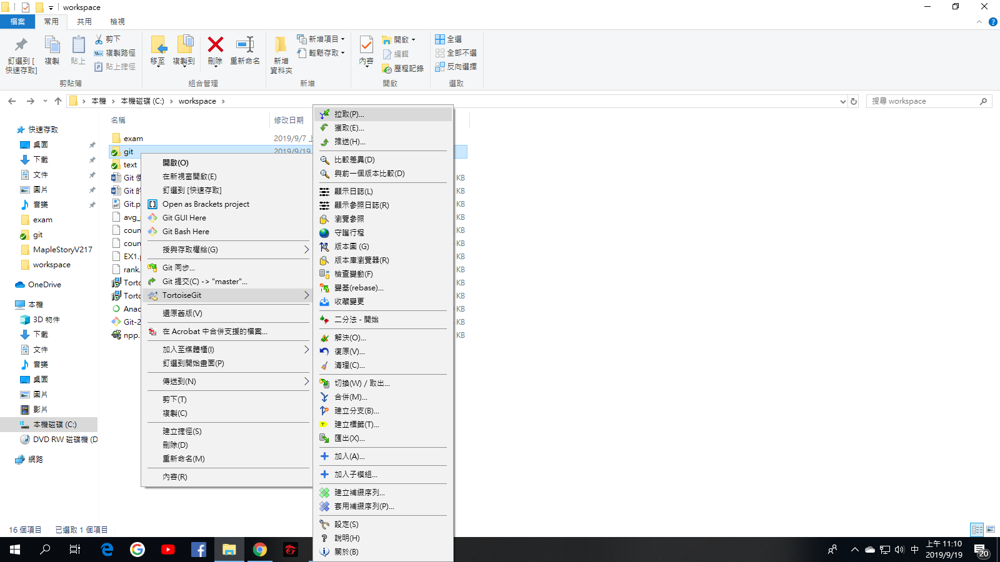 workspace
檔案 常用 共用 檢視
釘選到 [
快速存取]
複製
貼上
剪下
複製路徑
貼上捷徑
剪貼簿
移至
複製到
刪除
重新命名
組合管理
新增
資料夾
新增項目
輕鬆存取
新增
內容
開啟
編輯
歷程記錄
開啟
全選
全部不選
反向選擇
選取
本機 > 本機磁碟 (C:) > workspace >
搜尋 workspace
快速存取
桌面
下載
文件
圖片
音樂
exam
git
MapleStoryV217
workspace
OneDrive
本機
3D 物件
下載
文件
音樂
桌面
圖片
影片
本機磁碟 (C:)
DVD RW 磁碟機 (D
網路
名稱 修改日期
exam 2019/9/7 上
git 2019/9/19
text
Git 使 KB
Git 的 KB
Git.p KB
avg_ KB
coun KB
coun KB
EX1.p KB
rank. KB
Torto KB
Torto KB
Anac KB
Git-2 KB
npp. KB
開啟(O)
在新視窗開啟(E)
釘選到 [快速存取]
Open as Brackets project
Git GUI Here
Git Bash Here
授與存取權給(G)
Git 同步...
Git 提交(C) -> "master"...
TortoiseGit
還原舊版(V)
在 Acrobat 中合併支援的檔案...
加入至媒體櫃(I)
釘選到開始畫面(P)
傳送到(N)
剪下(T)
複製(C)
建立捷徑(S)
刪除(D)
重新命名(M)
內容(R)
拉取(P)...
獲取(E)...
推送(H)...
比較差異(D)
與前一個版本比較(D)
顯示日誌(L)
顯示參照日誌(R)
瀏覽參照
守護行程
版本圖 (G)
版本庫瀏覽器(R)
檢查變動(F)
變基(rebase)...
收藏變更
二分法 - 開始
解決(O)...
復原(V)...
清理(C)...
切換(W) / 取出...
合併(M)...
建立分支(B)...
建立標籤(T)...
匯出(X)...
加入(A)...
加入子模組...
建立補綴序列...
套用補綴序列(P)...
設定(S)
說明(H)
關於(B)
16 個項目 已選取 1 個項目
中
上午 11:10
2019/9/19
20